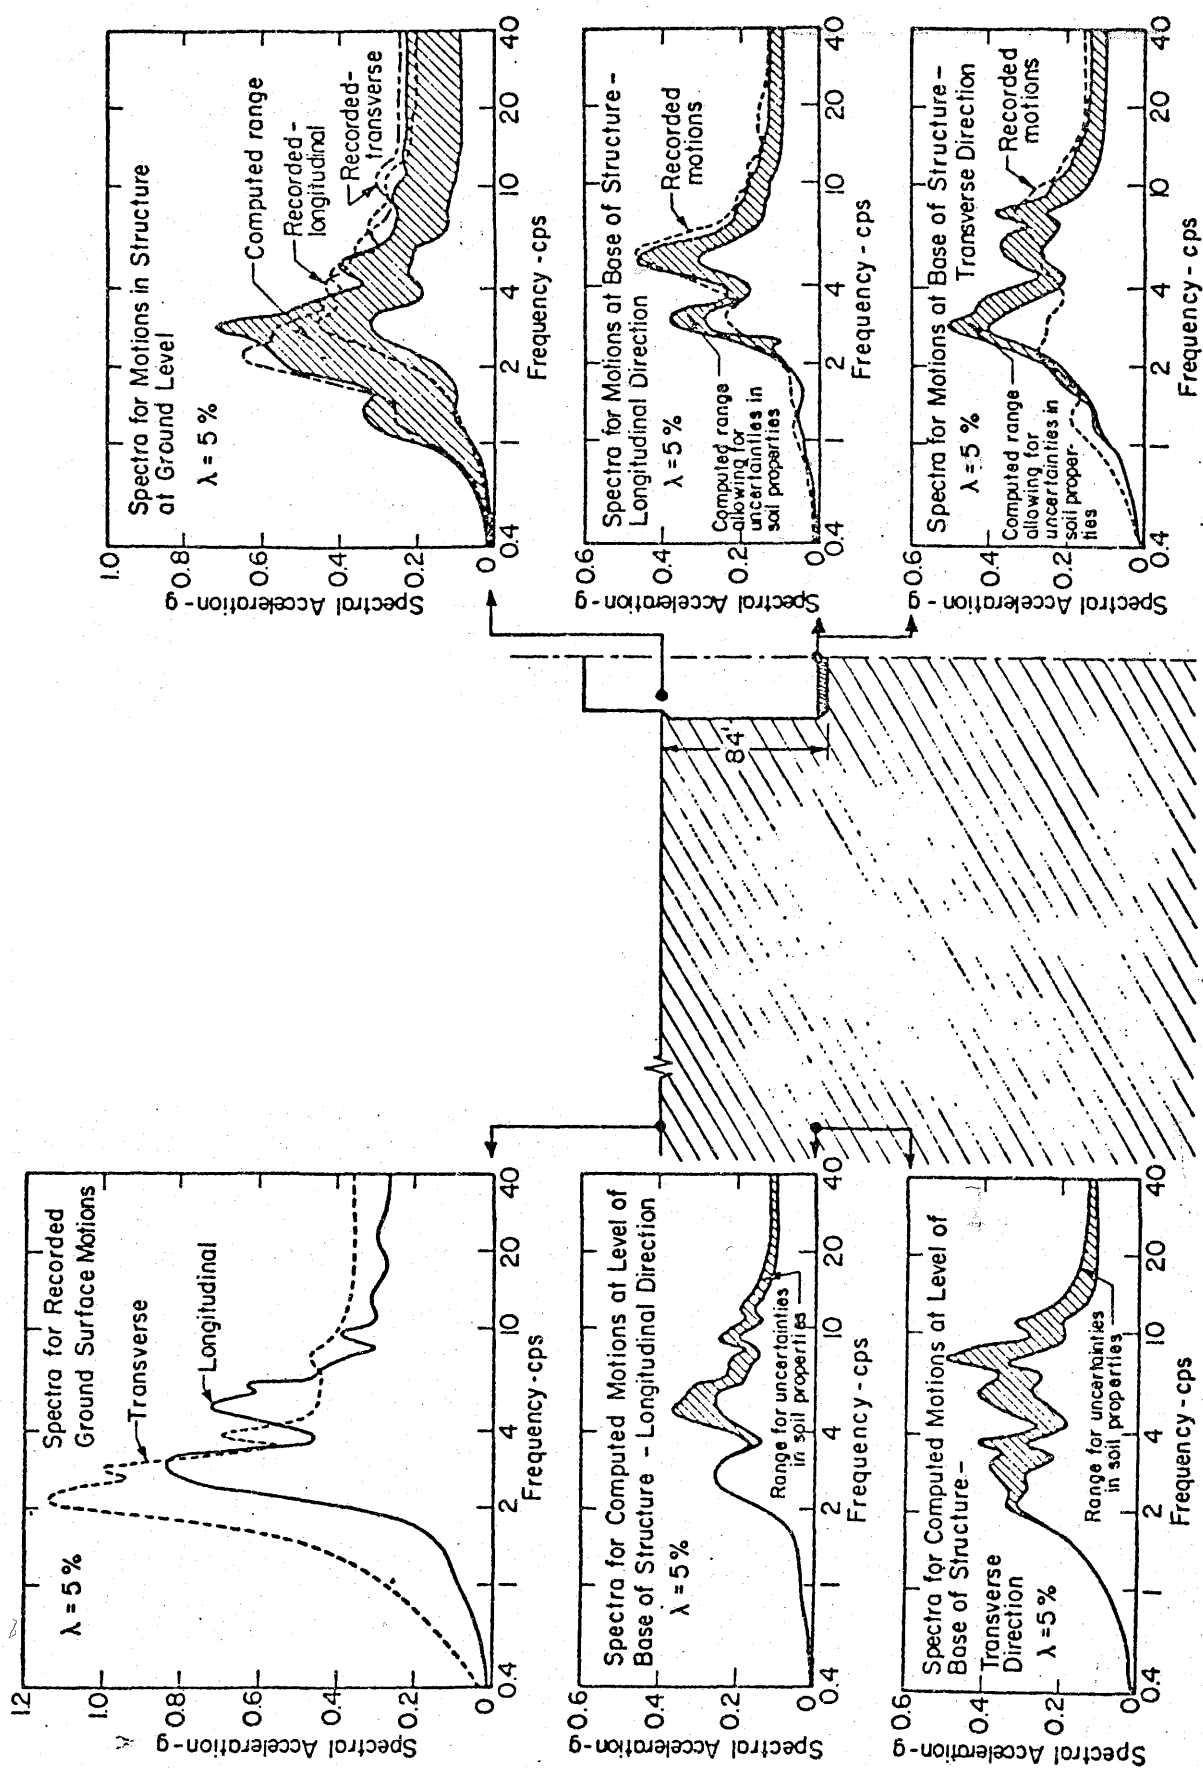 Spectra for Recorded
Ground Surface Motions
Transverse
Longitudinal
λ = 5 %
1.2
1.0
0.8
0.6
0.4
0.2
0
Spectral Acceleration - g
0.4
1
2
4
10
20
40
Frequency - cps
Spectra for Motions in Structure
at Ground Level
λ = 5 %
Computed range
Recorded -
longitudinal
Recorded -
transverse
1.0
0.8
0.6
0.4
0.2
0
Spectral Acceleration - g
0.4
1
2
4
10
20
40
Frequency - cps
Spectra for Computed Motions at Level of
Base of Structure - Longitudinal Direction
λ = 5 %
Range for uncertainties
in soil properties
0.6
0.4
0.2
0
Spectral Acceleration - g
0.4
1
2
4
10
20
40
Frequency - cps
84'
Spectra for Motions at Base of Structure -
Longitudinal Direction
λ = 5 %
Recorded
motions
Computed range
allowing for
uncertainties in
soil properties
0.6
0.4
0.2
0
Spectral Acceleration - g
0.4
1
2
4
10
20
40
Frequency - cps
Spectra for Computed Motions at Level of
Base of Structure -
Transverse
Direction
λ = 5 %
Range for uncertainties
in soil properties
0.6
0.4
0.2
0
Spectral Acceleration - g
0.4
1
2
4
10
20
40
Frequency - cps
Spectra for Motions at Base of Structure -
Transverse Direction
λ = 5 %
Recorded
motions
Computed range
allowing for
uncertainties in
soil proper-
ties
0.6
0.4
0.2
0
Spectral Acceleration - g
0.4
1
2
4
10
20
40
Frequency - cps